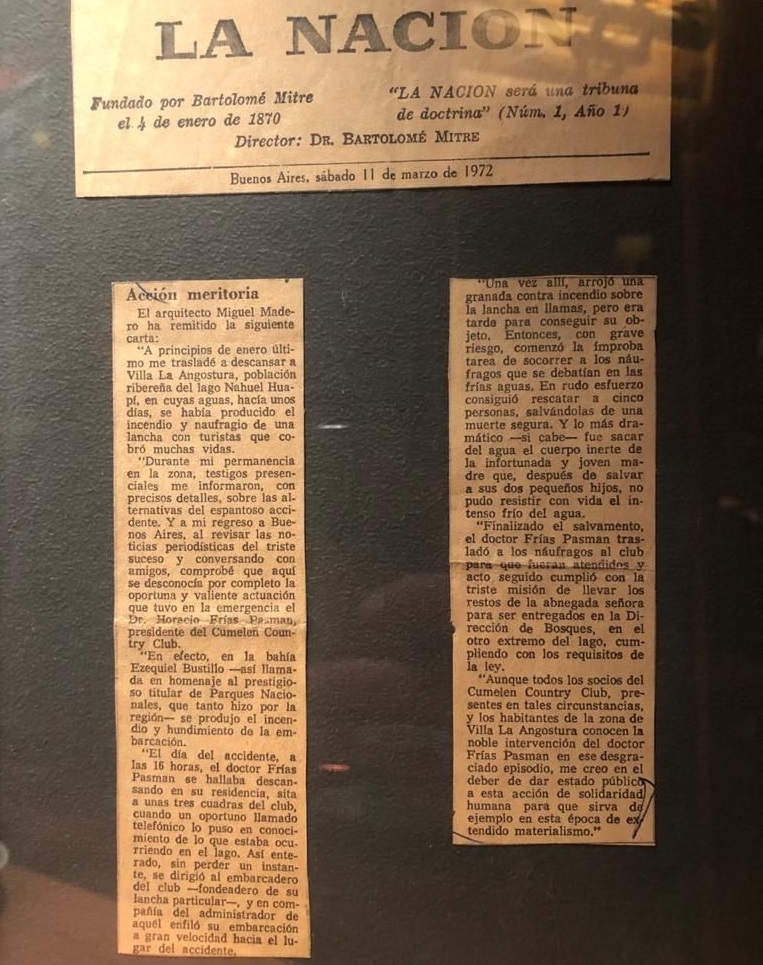 LA NACION
Fundado por Bartolomé Mitre
el 4 de enero de 1870
"LA NACION será una tribuna
de doctrina" (Núm. 1, Año 1)
Director: DR. BARTOLOMÉ MITRE
Buenos Aires, sábado 11 de marzo de 1972
Acción meritoria
El arquitecto Miguel Made-
ro ha remitido la siguiente
carta:
"A principios de enero últi-
mo me trasladé a descansar a
Villa La Angostura, población
ribereña del lago Nahuel Hua-
pí, en cuyas aguas, hacía unos
días, se había producido el
incendio y naufragio de una
lancha con turistas que co-
bró muchas vidas.
"Durante mi permanencia
en la zona, testigos presen-
ciales me informaron, con
precisos detalles, sobre las al-
ternativas del espantoso acci-
dente. Y a mi regreso a Bue-
nos Aires, al revisar las no-
ticias periodísticas del triste
suceso y conversando con
amigos, comprobé que aquí
se desconocía por completo la
oportuna y valiente actuación
que tuvo en la emergencia el
Dr. Horacio Frías Pasman,
presidente del Cumelen Coun-
try Club.
"En efecto, en la bahía
Ezequiel Bustillo —así llama-
da en homenaje al prestigio-
so titular de Parques Nacio-
nales, que tanto hizo por la
región— se produjo el incen-
dio y hundimiento de la em-
barcación.
"El día del accidente, a
las 16 horas, el doctor Frías
Pasman se hallaba descan-
sando en su residencia, sita
a unas tres cuadras del club,
cuando un oportuno llamado
telefónico lo puso en conoci-
miento de lo que estaba ocu-
rriendo en el lago. Así ente-
rado, sin perder un instan-
te, se dirigió al embarcadero
del club —fondeadero de su
lancha particular—, y en com-
pañía del administrador de
aquél enfiló su embarcación
a gran velocidad hacia el lu-
gar del accidente.
"Una vez allí, arrojó una
granada contra incendio sobre
la lancha en llamas, pero era
tarde para conseguir su ob-
jeto. Entonces, con grave
riesgo, comenzó la ímproba
tarea de socorrer a los náu-
fragos que se debatían en las
frías aguas. En rudo esfuerzo
consiguió rescatar a cinco
personas, salvándolas de una
muerte segura. Y lo más dra-
mático —si cabe— fue sacar
del agua el cuerpo inerte de
la infortunada y joven ma-
dre que, después de salvar
a sus dos pequeños hijos, no
pudo resistir con vida el in-
tenso frío del agua.
"Finalizado el salvamento,
el doctor Frías Pasman tras-
ladó a los náufragos al club
para que fueran atendidos y
acto seguido cumplió con la
triste misión de llevar los
restos de la abnegada señora
para ser entregados en la Di-
rección de Bosques, en el
otro extremo del lago, cum-
pliendo con los requisitos de
la ley.
"Aunque todos los socios del
Cumelen Country Club, pre-
sentes en tales circunstancias,
y los habitantes de la zona de
Villa La Angostura conocen la
noble intervención del doctor
Frías Pasman en ese desgra-
ciado episodio, me creo en el
deber de dar estado público
a esta acción de solidaridad
humana para que sirva de
ejemplo en esta época de ex-
tendido materialismo."